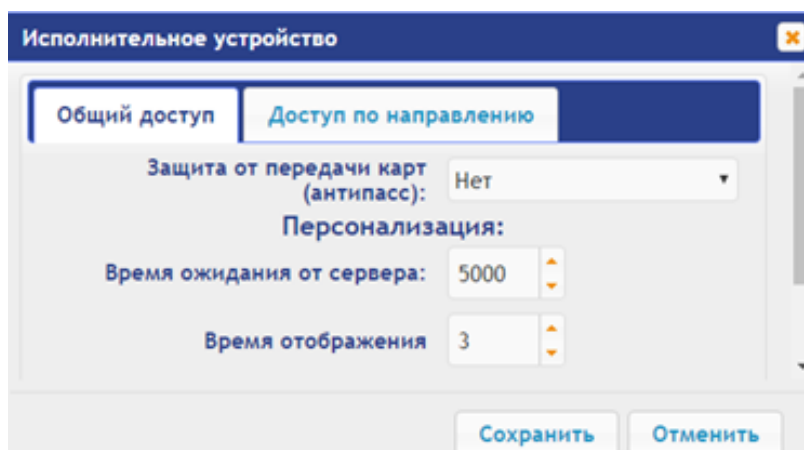 Исполнительное устройство
Общий доступ
Доступ по направлению
Защита от передачи карт
(антипасс):
Нет
Персонализация:
Время ожидания от сервера:
5000
Время отображения
3
Сохранить
Отменить